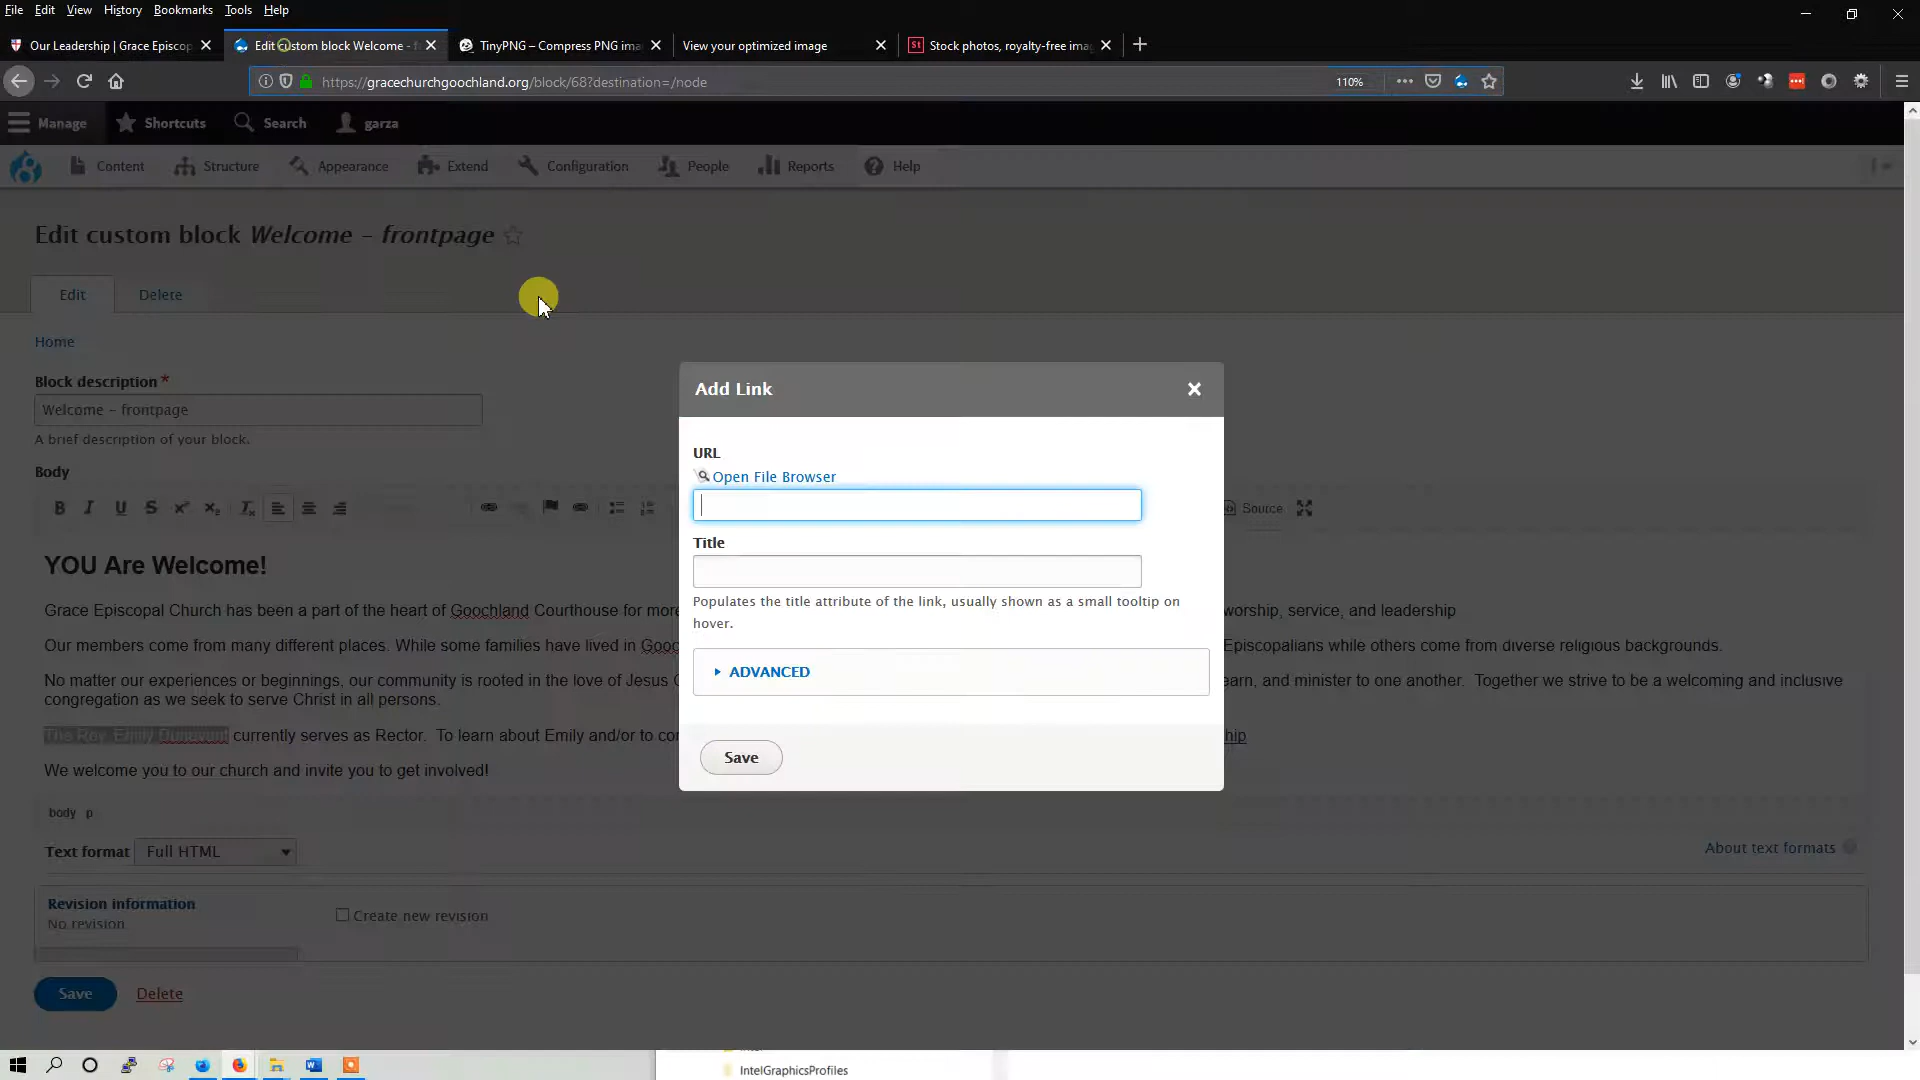 File Edit View History Bookmarks Tools Help
Our Leadership | Grace Episcop
Edit custom block Welcome - f
TinyPNG – Compress PNG ima
View your optimized image
St Stock photos, royalty-free imag
https://gracechurchgoochland.org/block/68?destination=/node
110%
Manage Shortcuts Search garza
Content Structure Appearance Extend Configuration People Reports Help
Edit custom block Welcome - frontpage
Edit Delete
Home
Block description *
Welcome - frontpage
A brief description of your block.
Body
Source
YOU Are Welcome!
Grace Episcopal Church has been a part of the heart of Goochland Courthouse for more worship, service, and leadership
Our members come from many different places. While some families have lived in Gooc Episcopalians while others come from diverse religious backgrounds.
No matter our experiences or beginnings, our community is rooted in the love of Jesus C earn, and minister to one another. Together we strive to be a welcoming and inclusive
congregation as we seek to serve Christ in all persons.
The Rev. Emily Dunevant currently serves as Rector. To learn about Emily and/or to co hip
We welcome you to our church and invite you to get involved!
body p
Text format Full HTML
About text formats
Revision information
No revision
Create new revision
Save Delete
Add Link
URL
Open File Browser
Title
Populates the title attribute of the link, usually shown as a small tooltip on
hover.
ADVANCED
Save
IntelGraphicsProfiles